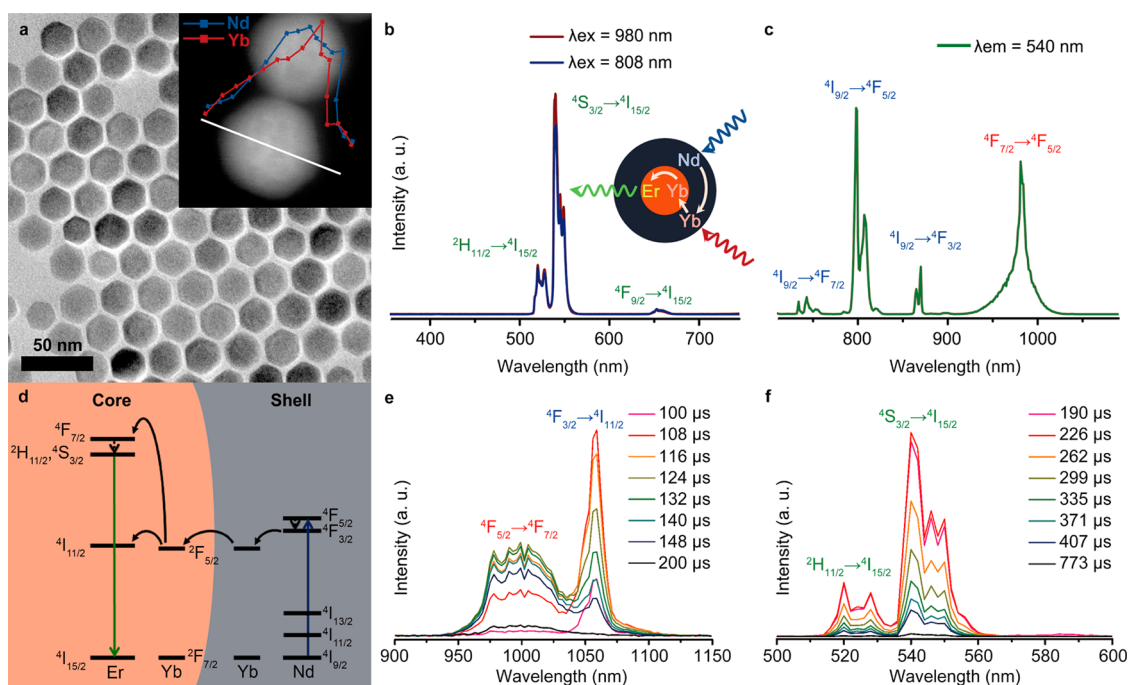 a
Nd
Yb
50 nm
b
λex = 980 nm
λex = 808 nm
⁴S₃/₂→⁴I₁₅/₂
²H₁₁/₂→⁴I₁₅/₂
⁴F₉/₂→⁴I₁₅/₂
Nd
Er Yb
Yb
Intensity (a. u.)
400 500 600 700
Wavelength (nm)
c
λem = 540 nm
⁴I₉/₂→⁴F₅/₂
⁴F₇/₂→⁴F₅/₂
⁴I₉/₂→⁴F₃/₂
⁴I₉/₂→⁴F₇/₂
800 900 1000
Wavelength (nm)
d
Core Shell
⁴F₇/₂
²H₁₁/₂,⁴S₃/₂
⁴F₅/₂
⁴F₃/₂
⁴I₁₁/₂
²F₅/₂
⁴I₁₃/₂
⁴I₁₁/₂
⁴I₁₅/₂
²F₇/₂
⁴I₉/₂
Er Yb Yb Nd
e
⁴F₃/₂→⁴I₁₁/₂
⁴F₅/₂→⁴F₇/₂
100 μs
108 μs
116 μs
124 μs
132 μs
140 μs
148 μs
200 μs
Intensity (a. u.)
900 950 1000 1050 1100 1150
Wavelength (nm)
f
⁴S₃/₂→⁴I₁₅/₂
²H₁₁/₂→⁴I₁₅/₂
190 μs
226 μs
262 μs
299 μs
335 μs
371 μs
407 μs
773 μs
Intensity (a. u.)
500 520 540 560 580 600
Wavelength (nm)